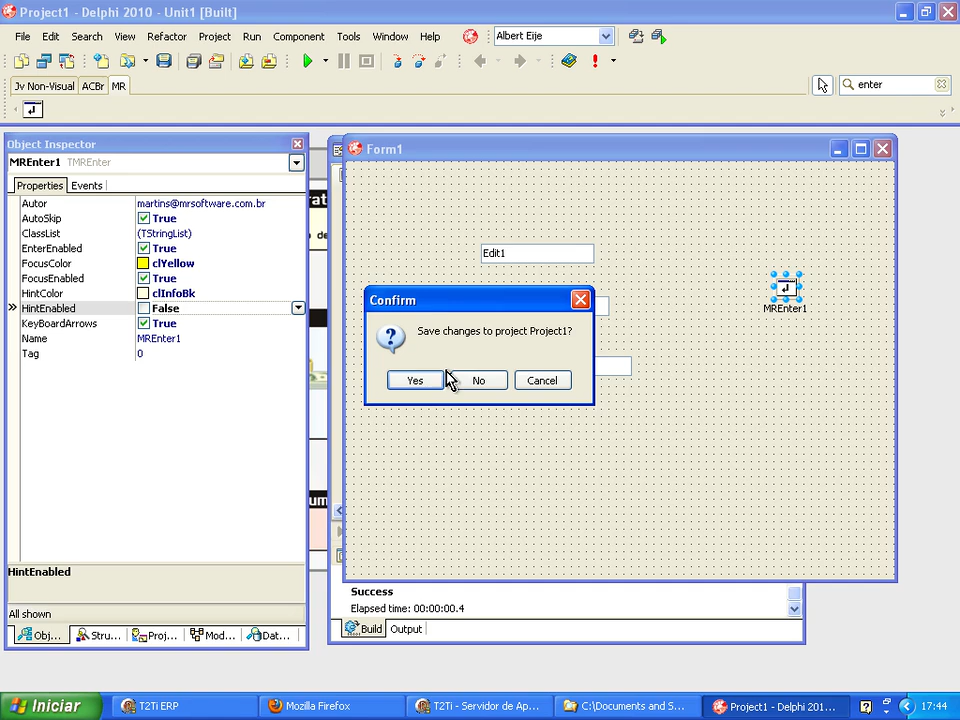 Project1 - Delphi 2010 - Unit1 [Built]
File Edit Search View Refactor Project Run Component Tools Window Help
Albert Eije
Jv Non-Visual ACBr MR
enter
Object Inspector
MREnter1 TMREnter
Properties Events
Autor martins@mrsoftware.com.br
AutoSkip True
ClassList (TStringList)
EnterEnabled True
FocusColor clYellow
FocusEnabled True
HintColor clInfoBk
HintEnabled False
KeyBoardArrows True
Name MREnter1
Tag 0
HintEnabled
All shown
Obj... Stru... Proj... Mod... Dat...
Form1
Edit1
MREnter1
Confirm
Save changes to project Project1?
Yes No Cancel
Success
Elapsed time: 00:00:00.4
Build Output
Iniciar T2Ti ERP Mozilla Firefox T2Ti - Servidor de Ap... C:\Documents and S... Project1 - Delphi 201... 17:44